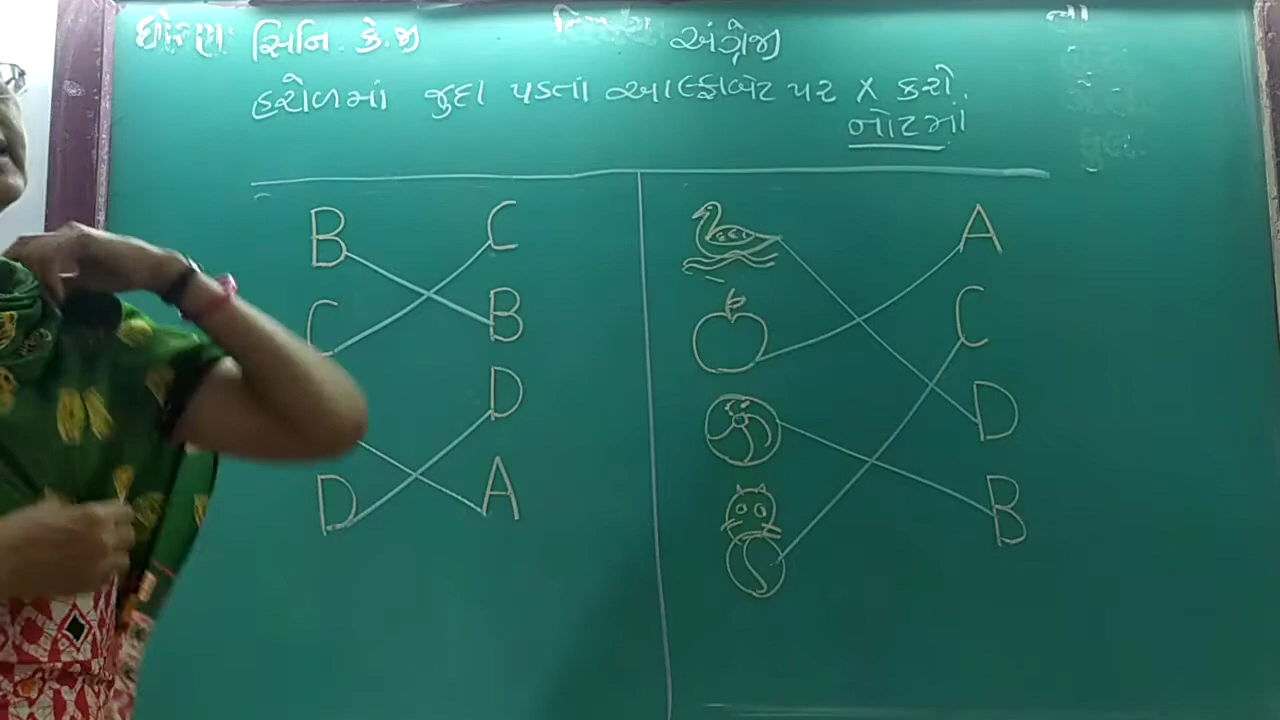 ધોરણ: સિનિ. કે.જી અંગ્રેજી
હરોળમાં જુદા પડતાં આલ્ફાબેટ પર X કરો.
નોટમાં
B C
C B
D
D A
A
C
D
B